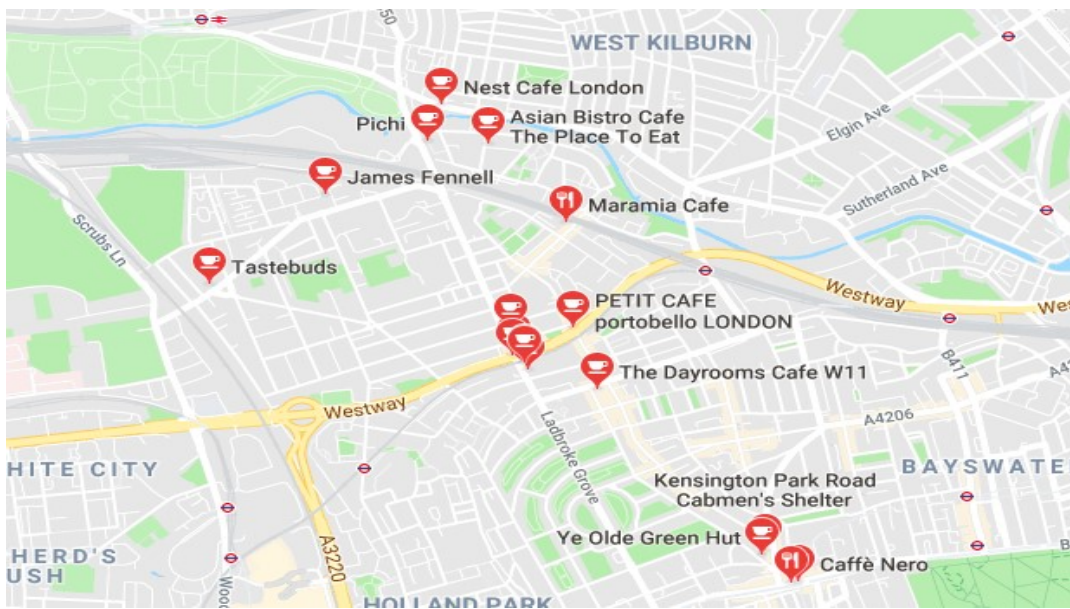 WEST KILBURN
Nest Cafe London
Pichi
Asian Bistro Cafe
The Place To Eat
Elgin Ave
James Fennell
Sutherland Ave
Maramia Cafe
Scrubs Ln
Tastebuds
Westway
PETIT CAFE
portobello LONDON
Wes
B411
The Dayrooms Cafe W11
A4
Westway
A4206
Ladbroke Grove
HITE CITY
BAYSWATE
Kensington Park Road
Cabmen's Shelter
Ye Olde Green Hut
A3220
Caffè Nero
HERD'S
USH
Woo
HOLLAND PARK